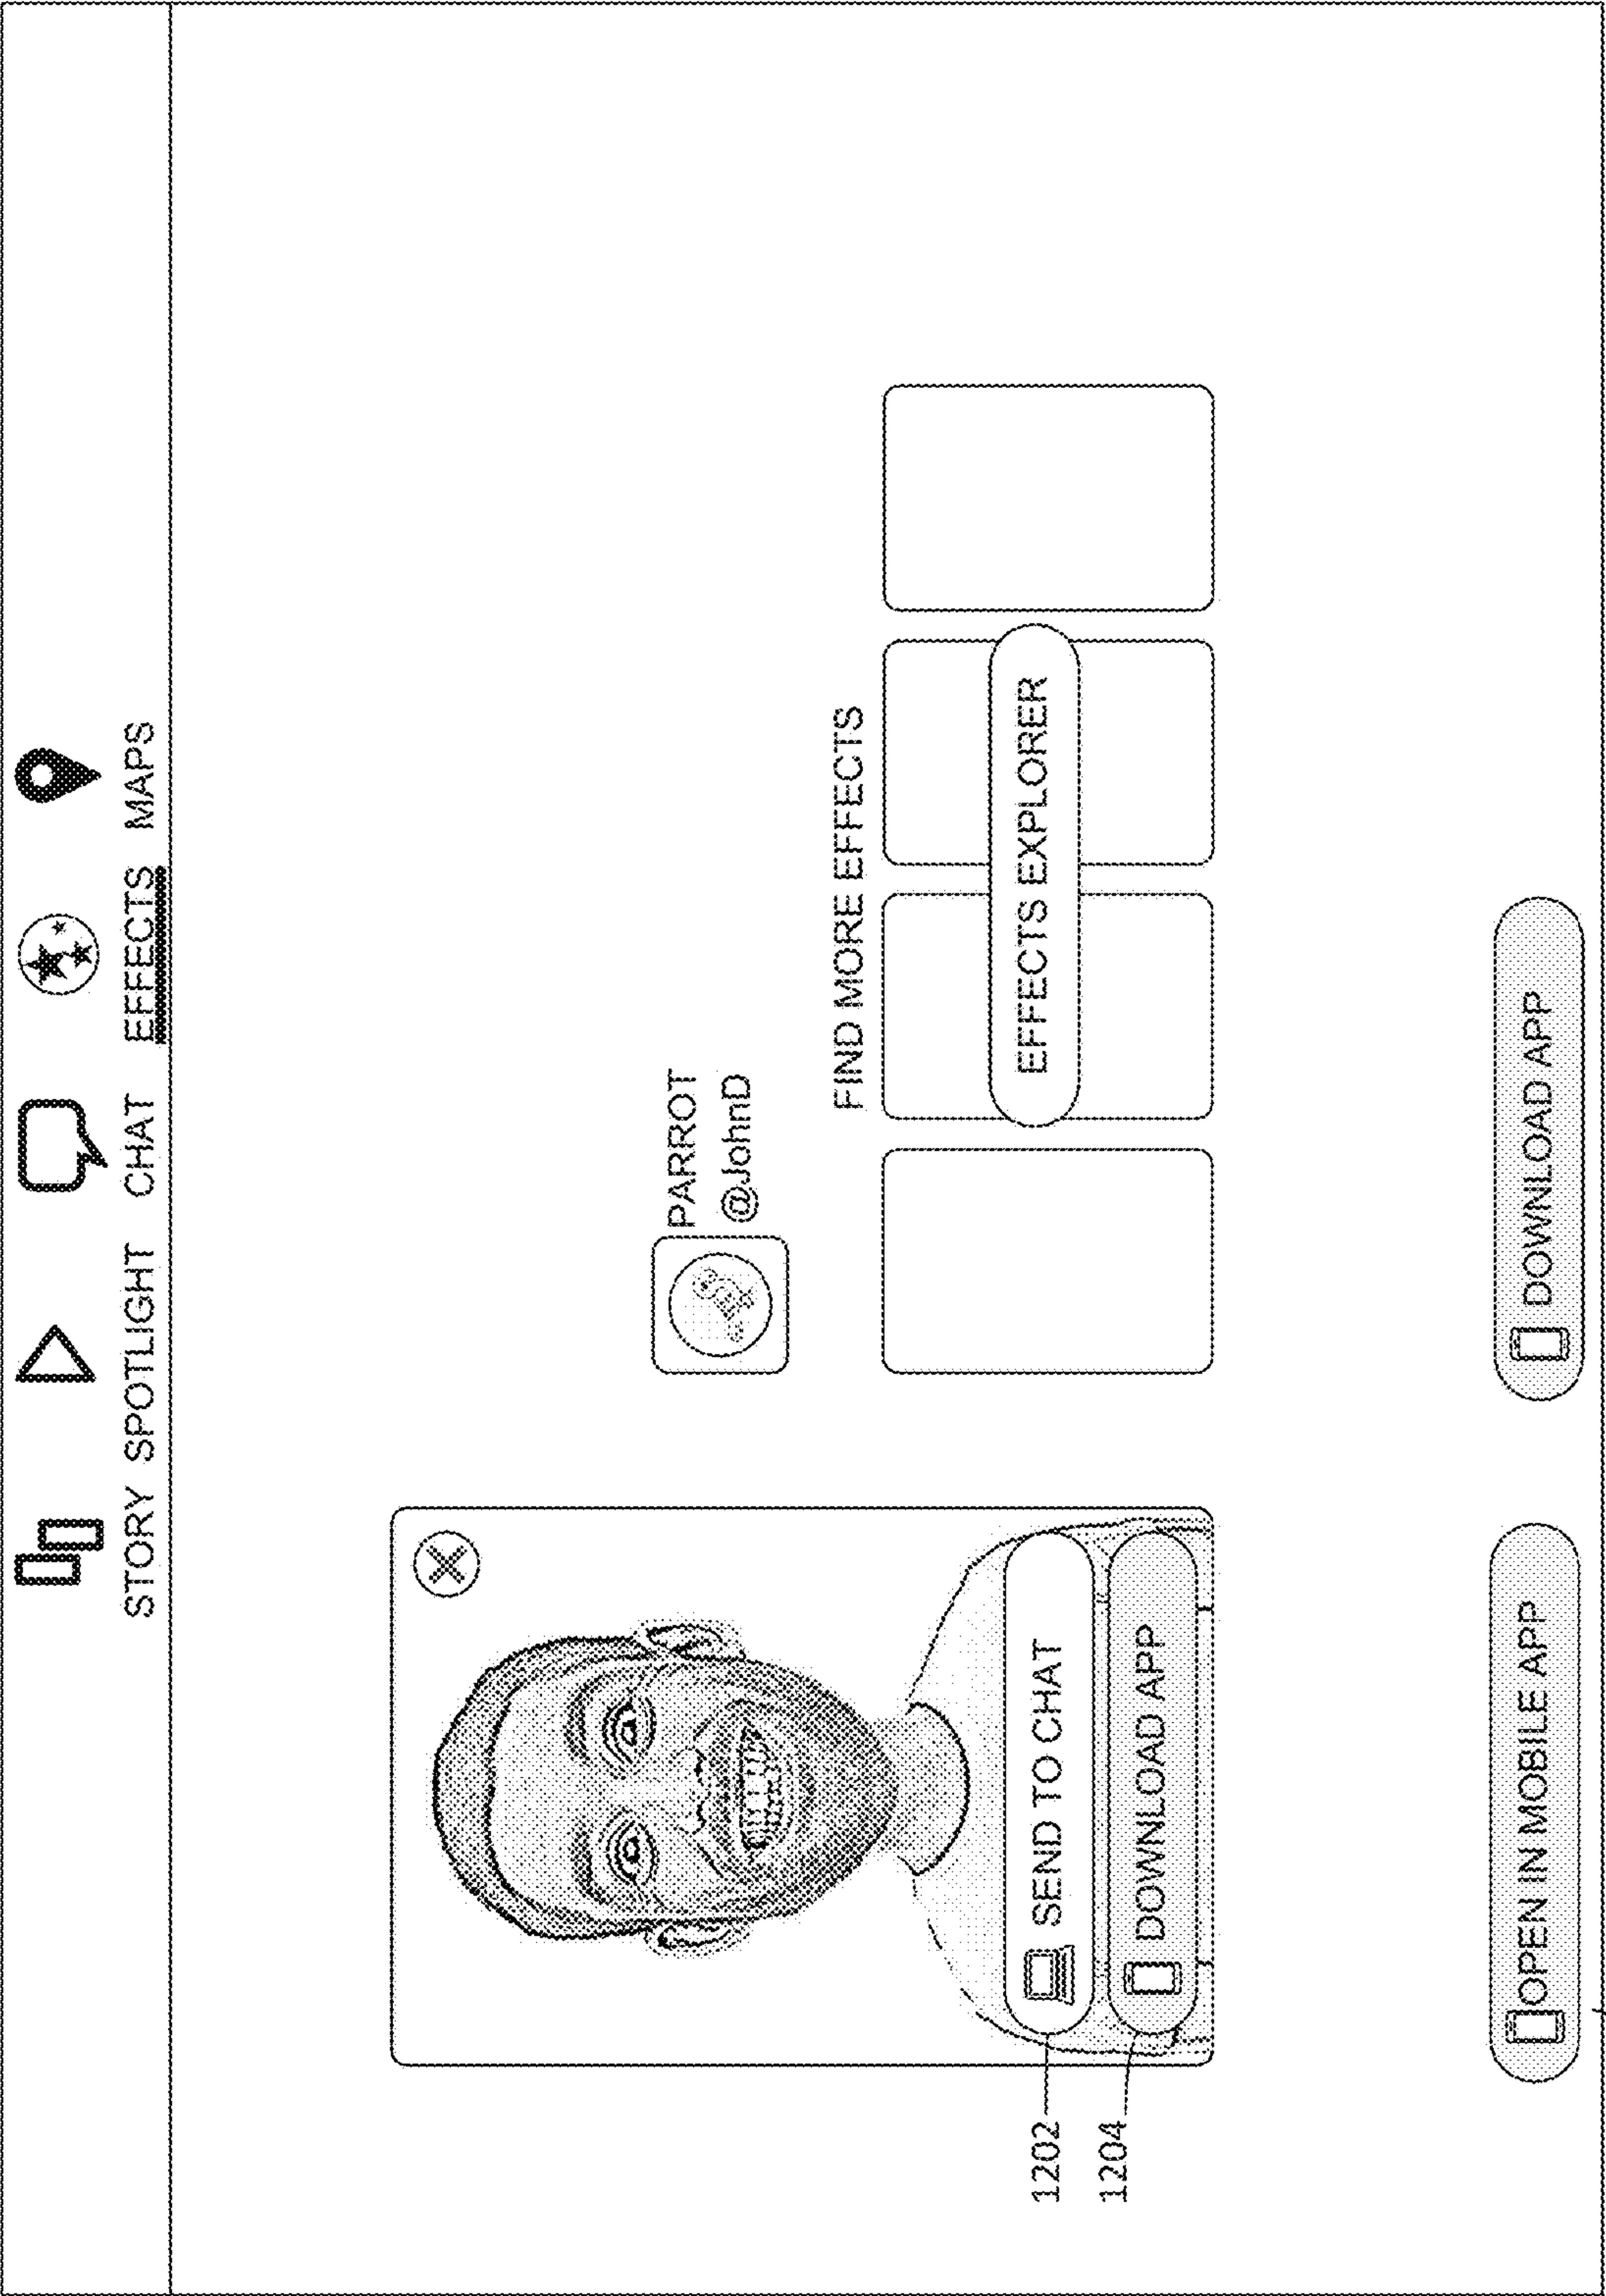 STORY SPOTLIGHT CHAT EFFECTS MAPS
PARROT
@JohnD
FIND MORE EFFECTS
EFFECTS EXPLORER
1202
SEND TO CHAT
1204
DOWNLOAD APP
OPEN IN MOBILE APP
DOWNLOAD APP